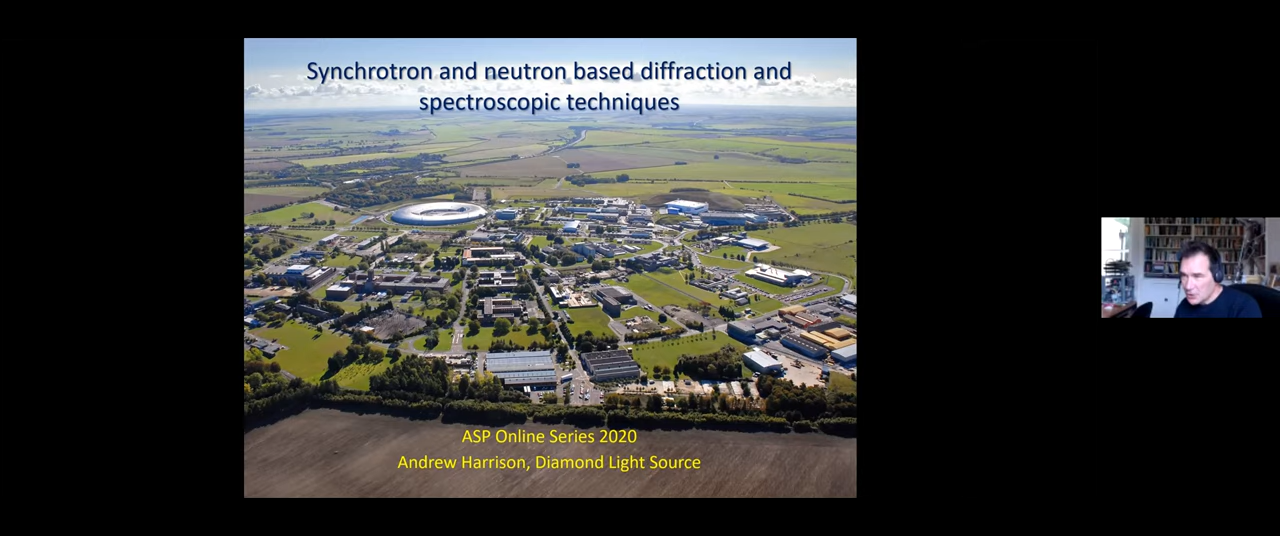 Synchrotron and neutron based diffraction and
spectroscopic techniques
ASP Online Series 2020
Andrew Harrison, Diamond Light Source